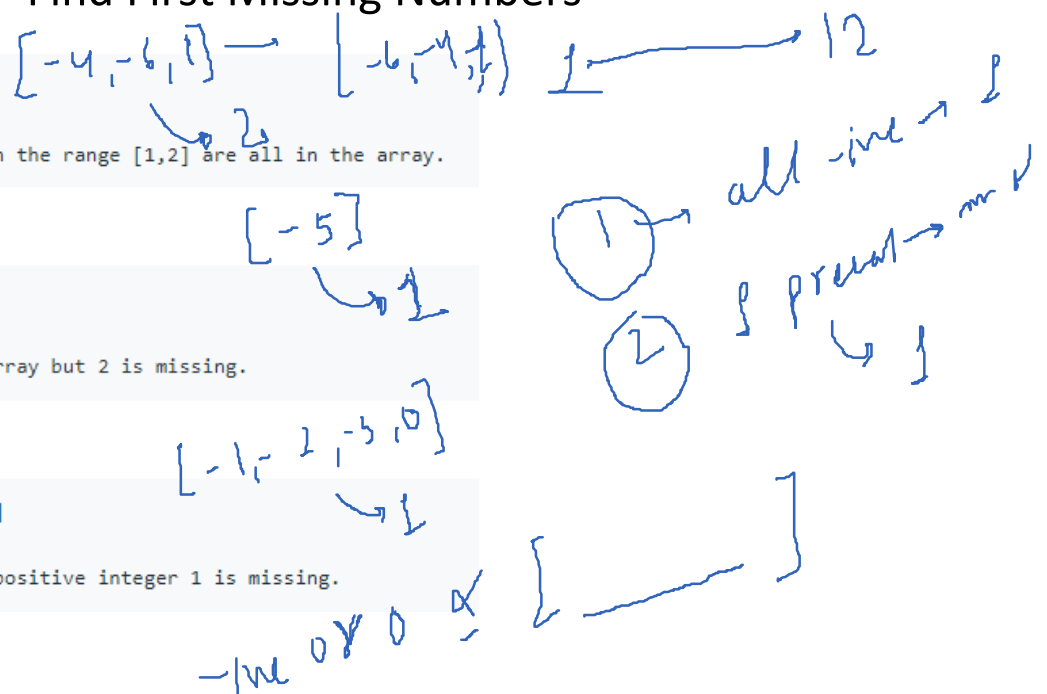 Find First Missing Numbers
[-4,-6,1] → [-6,-4,1] 1 → 12
2
n the range [1,2] are all in the array.
all -ive → 1
[-5]
1 →
1
1 present →
2
1
rray but 2 is missing.
[-1,-2,-3,0]
1
positive integer 1 is missing.
[ ]
-ive or 0